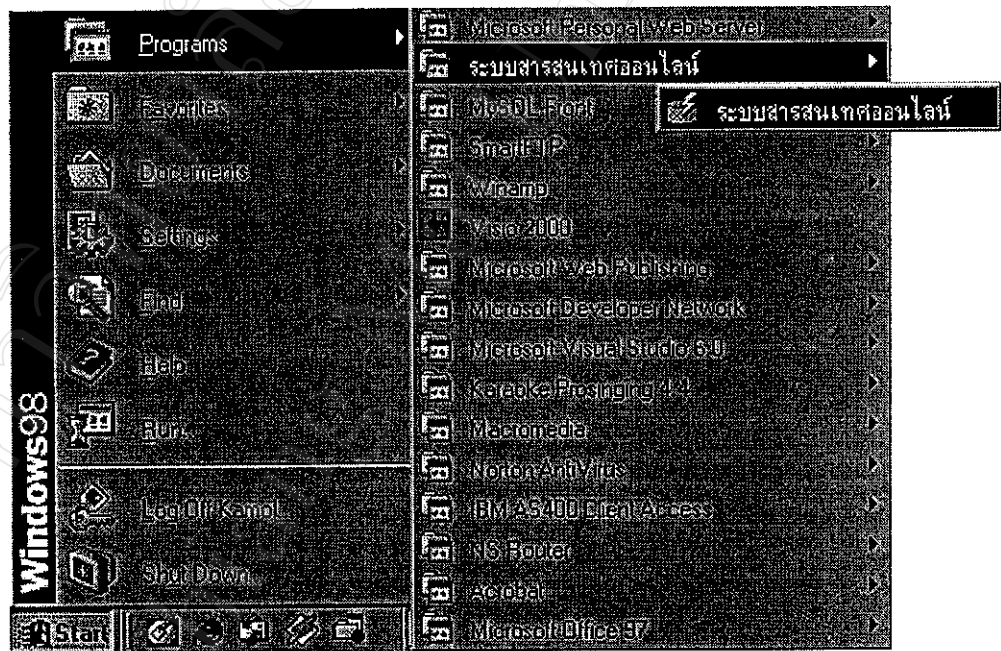 Programs
Favorites
Documents
Settings
Find
Help
Run...
Log Off Kampl...
Shut Down...
Windows98
Start
Microsoft Personal Web Server
ระบบสารสนเทศออนไลน์
MySQL-Front
SmartFTP
Winamp
Visio 2000
Microsoft Web Publishing
Microsoft Developer Network
Microsoft Visual Studio 6.0
Karaoke Prosinging 4.4
Macromedia
Norton AntiVirus
IBM AS400 Client Access
NS Router
Acrobat
Microsoft Office 97
ระบบสารสนเทศออนไลน์